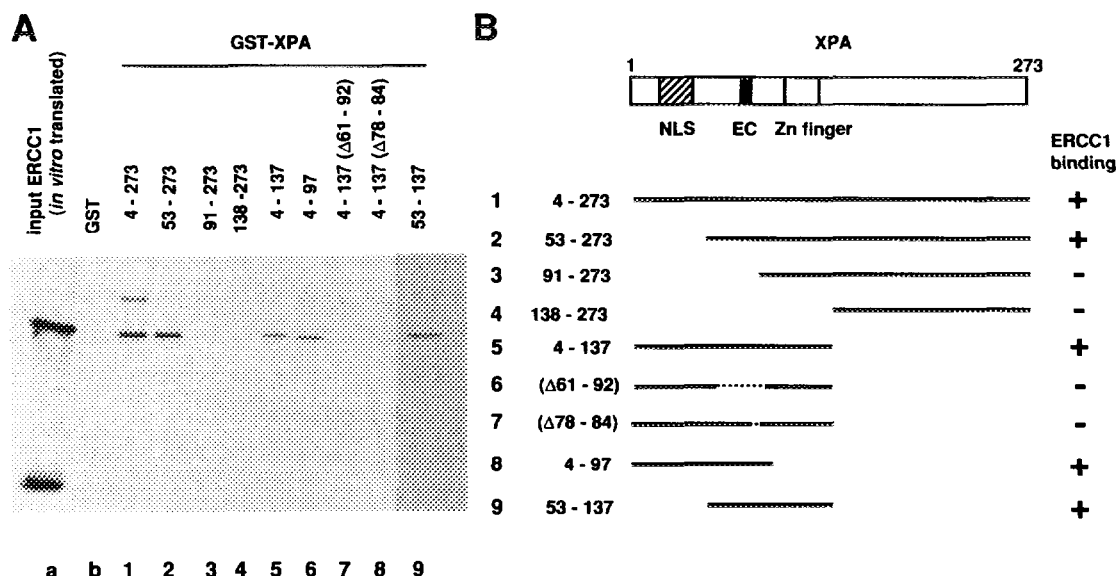 A
GST-XPA
input ERCC1
(in vitro translated)
GST
4 - 273
53 - 273
91 - 273
138 -273
4 - 137
4 - 97
4 - 137 (Δ61 - 92)
4 - 137 (Δ78 - 84)
53 - 137
a b 1 2 3 4 5 6 7 8 9
B
XPA
1 273
NLS EC Zn finger
ERCC1
binding
1 4 - 273 +
2 53 - 273 +
3 91 - 273 -
4 138 - 273 -
5 4 - 137 +
6 (Δ61 - 92) -
7 (Δ78 - 84) -
8 4 - 97 +
9 53 - 137 +